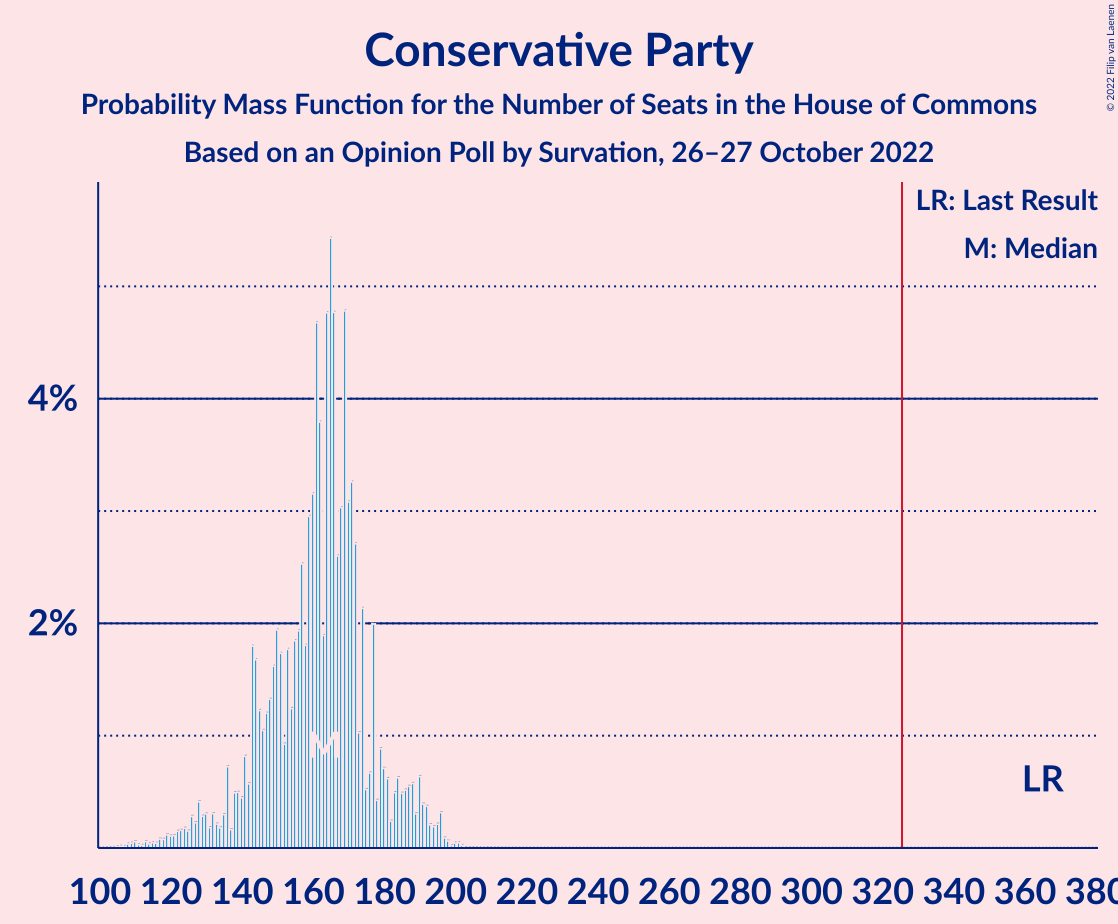 Conservative Party
Probability Mass Function for the Number of Seats in the House of Commons
Based on an Opinion Poll by Survation, 26–27 October 2022
© 2022 Filip van Laenen
LR: Last Result
M: Median
4%
2%
LR
100 120 140 160 180 200 220 240 260 280 300 320 340 360 380